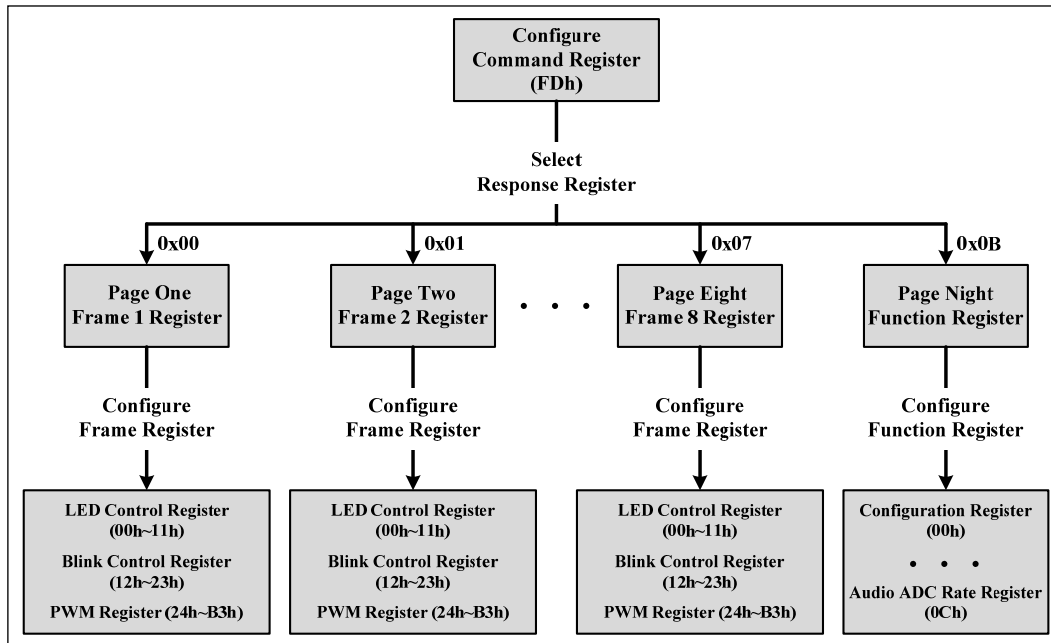 Configure
Command Register
(FDh)
Select
Response Register
0x00
0x01
0x07
0x0B
Page One
Frame 1 Register
Page Two
Frame 2 Register
. . .
Page Eight
Frame 8 Register
Page Night
Function Register
Configure
Frame Register
Configure
Frame Register
Configure
Frame Register
Configure
Function Register
LED Control Register
(00h~11h)
Blink Control Register
(12h~23h)
PWM Register (24h~B3h)
LED Control Register
(00h~11h)
Blink Control Register
(12h~23h)
PWM Register (24h~B3h)
LED Control Register
(00h~11h)
Blink Control Register
(12h~23h)
PWM Register (24h~B3h)
Configuration Register
(00h)
. . .
Audio ADC Rate Register
(0Ch)